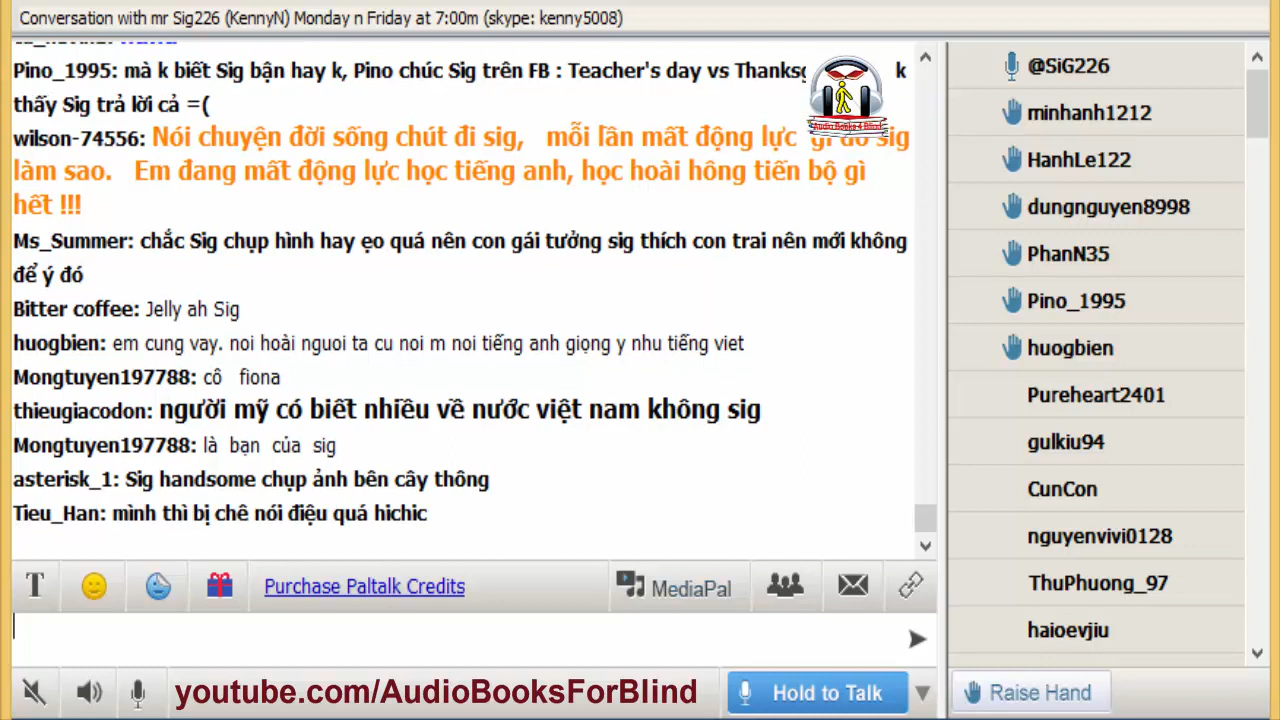 Conversation with mr Sig226 (KennyN) Monday n Friday at 7:00m (skype: kenny5008)
Pino_1995: mà k biết Sig bận hay k, Pino chúc Sig trên FB : Teacher's day vs k
thấy Sig trả lời cả =(
wilson-74556: Nói chuyện đời sống chút đi sig, mỗi lần mất động lực gì đó sig
làm sao. Em đang mất động lực học tiếng anh, học hoài hông tiến bộ gì
hết !!!
Ms_Summer: chắc Sig chụp hình hay ẹo quá nên con gái tưởng sig thích con trai nên mới không
để ý đó
Bitter coffee: Jelly ah Sig
huogbien: em cung vay. noi hoài nguoi ta cu noi m noi tiếng anh giọng y nhu tiếng viet
Mongtuyen197788: cô fiona
thieugiacodon: người mỹ có biết nhiều về nước việt nam không sig
Mongtuyen197788: là bạn của sig
asterisk_1: Sig handsome chụp ảnh bên cây thông
Tieu_Han: mình thì bị chê nói điệu quá hichic
Audio Books 4 Blind
T
Purchase Paltalk Credits
MediaPal
youtube.com/AudioBooksForBlind
Hold to Talk
@SiG226
minhanh1212
HanhLe122
dungnguyen8998
PhanN35
Pino_1995
huogbien
Pureheart2401
gulkiu94
CunCon
nguyenvivi0128
ThuPhuong_97
haioevjiu
Raise Hand